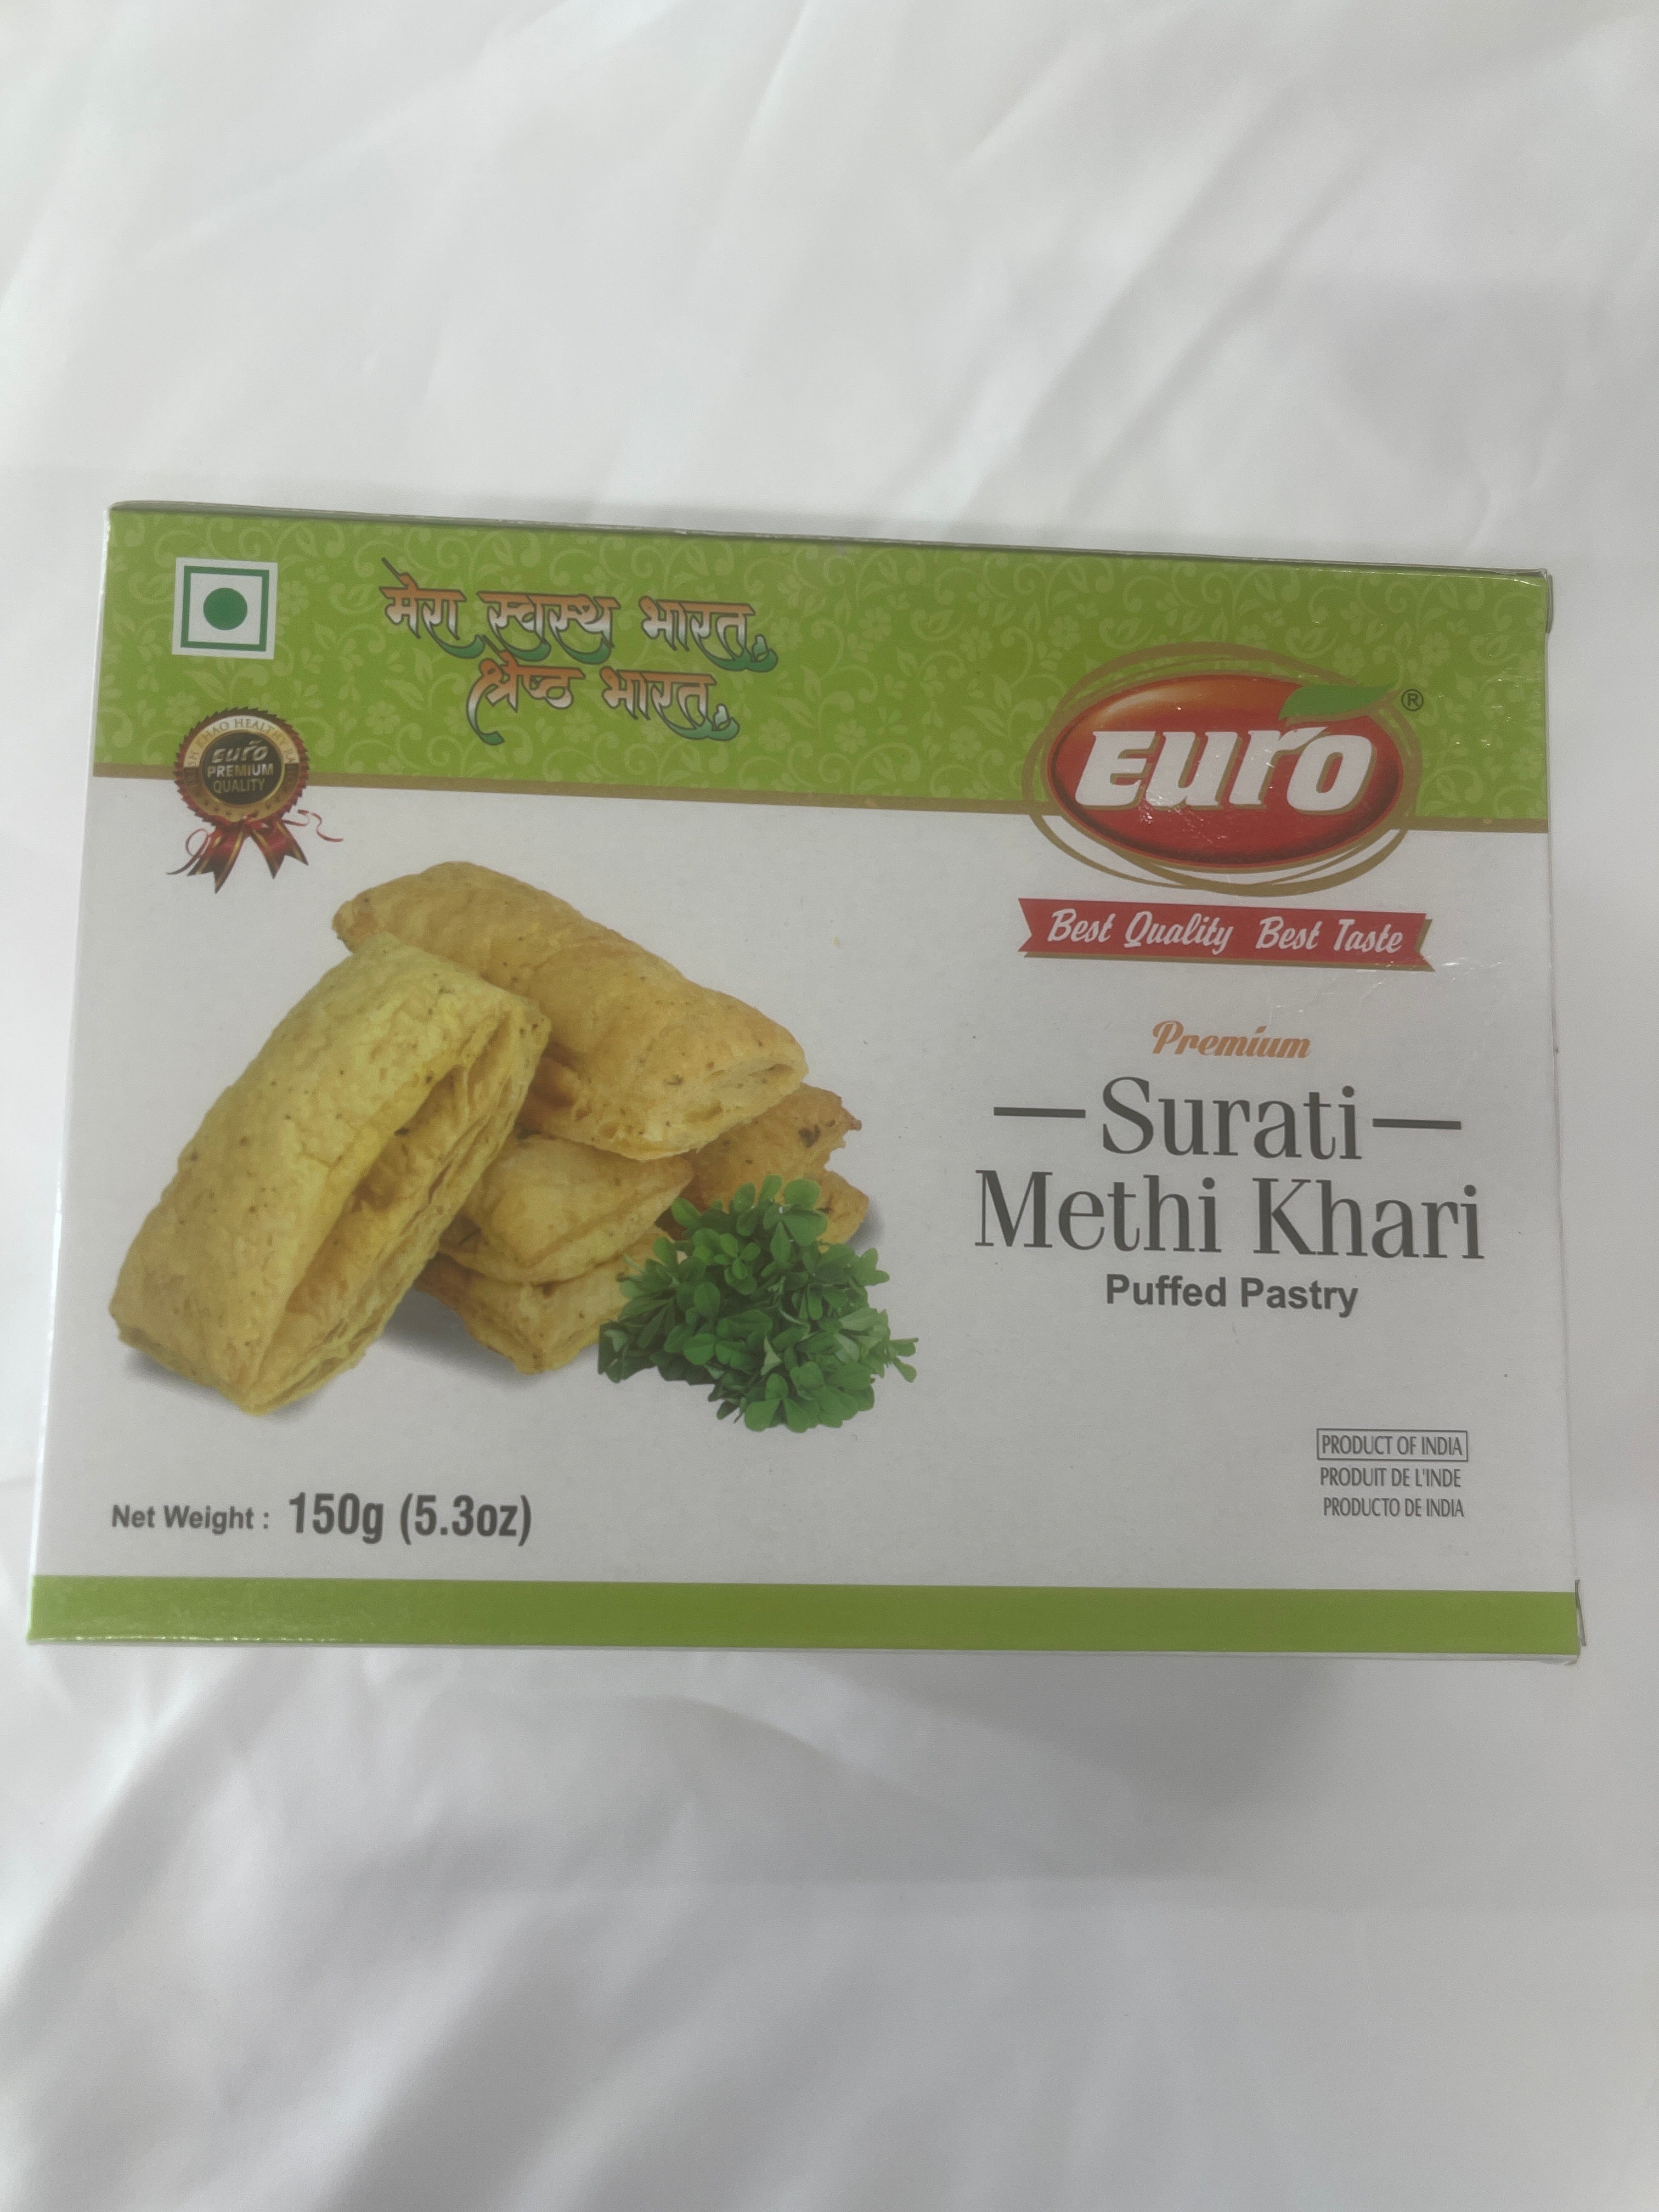 मेरा स्वस्थ भारत,
श्रेष्ठ भारत,
EURO
PREMIUM
QUALITY
EURO ®
Best Quality Best Taste
Premium
Surati
Methi Khari
Puffed Pastry
PRODUCT OF INDIA
PRODUIT DE L'INDE
PRODUCTO DE INDIA
Net Weight : 150g (5.3oz)